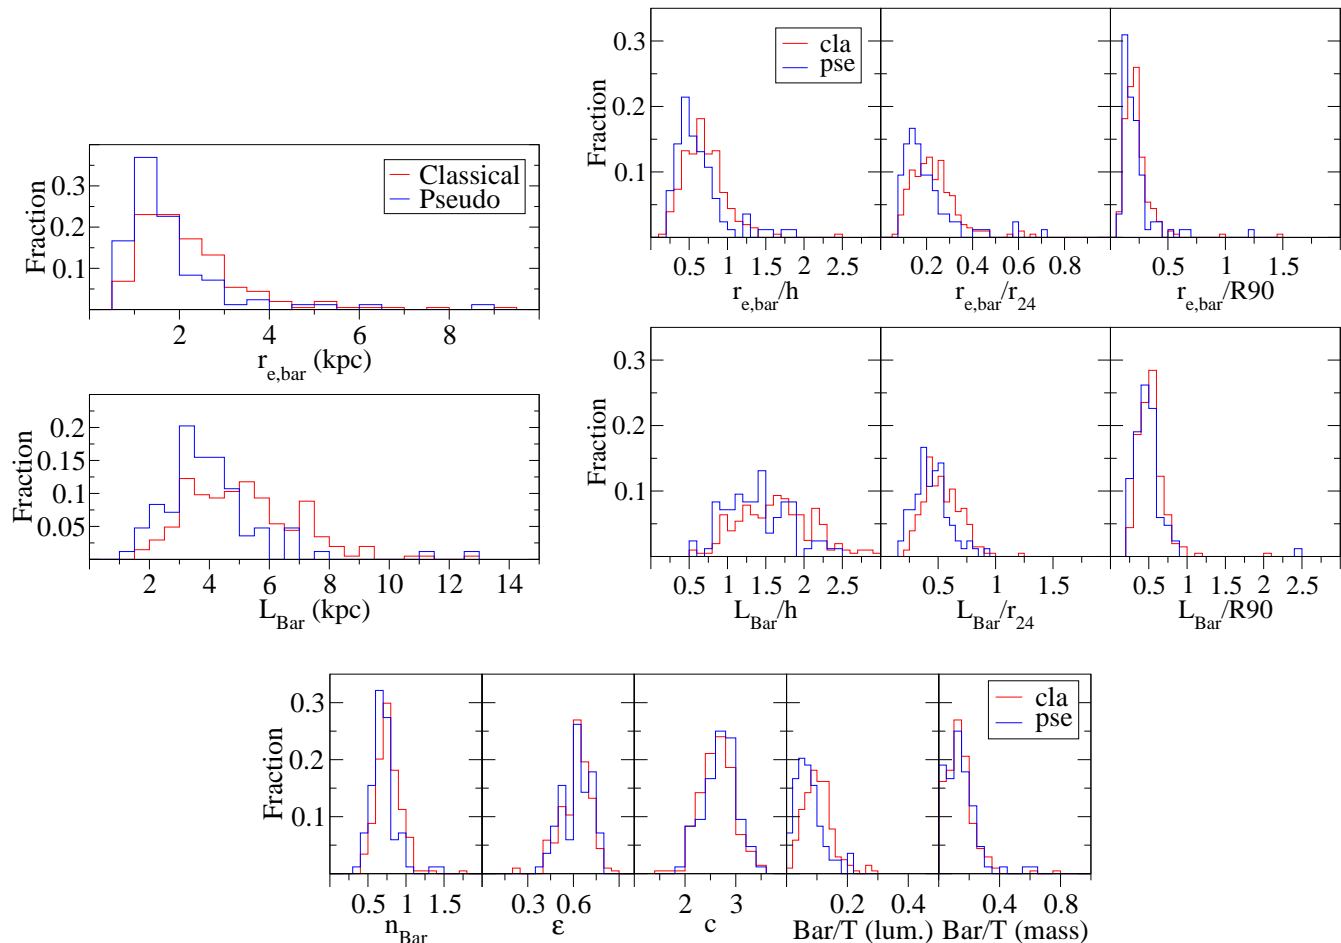 0.3
0.2
0.1
Fraction
cla
pse
0.5 1 1.5 2 2.5
r_e,bar/h
0.2 0.4 0.6 0.8
r_e,bar/r_24
0.5 1 1.5
r_e,bar/R90
0.3
0.2
0.1
Fraction
Classical
Pseudo
2 4 6 8
r_e,bar (kpc)
0.2
0.15
0.1
0.05
Fraction
2 4 6 8 10 12 14
L_Bar (kpc)
0.3
0.2
0.1
Fraction
0.5 1 1.5 2 2.5
L_Bar/h
0.5 1 1.5
L_Bar/r_24
0.5 1 1.5 2 2.5
L_Bar/R90
0.3
0.2
0.1
Fraction
cla
pse
0.5 1 1.5
n_Bar
0.3 0.6
ε
2 3
c
0.2 0.4
Bar/T (lum.)
0.4 0.8
Bar/T (mass)